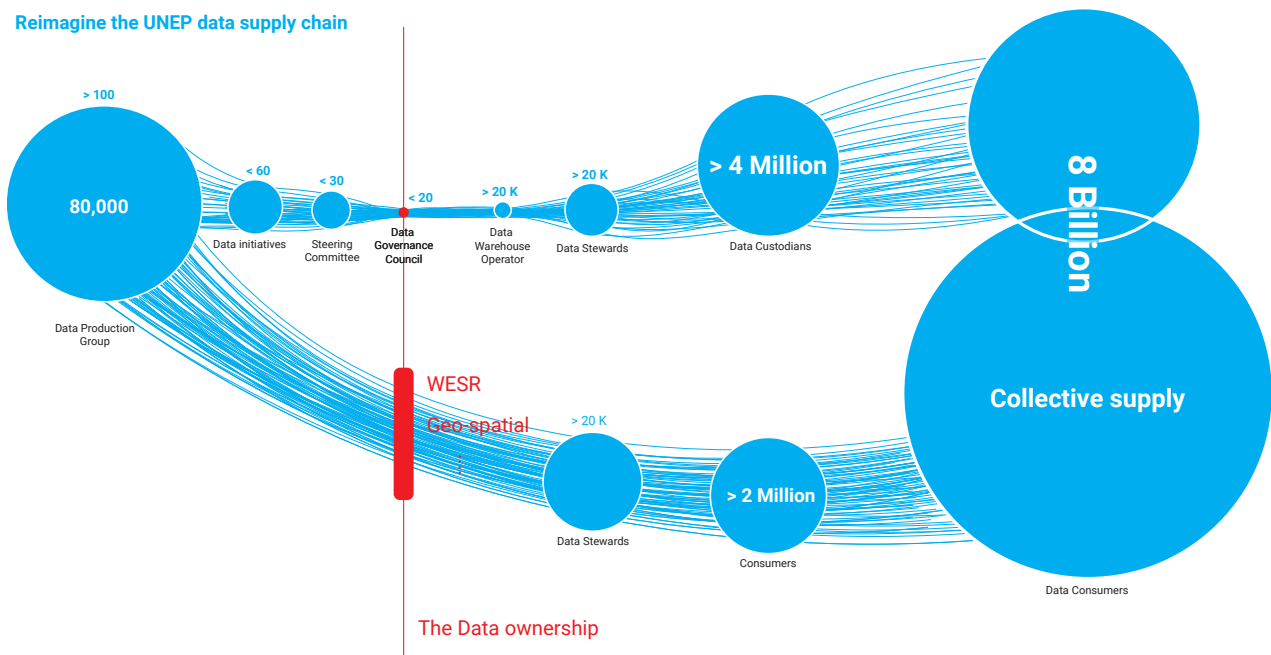 Reimagine the UNEP data supply chain
> 100
80,000
Data Production
Group
< 60
Data initiatives
< 30
Steering
Committee
< 20
Data
Governance
Council
> 20 K
Data
Warehouse
Operator
> 20 K
Data Stewards
> 4 Million
Data Custodians
8 Billion
WESR
Geo-spatial
> 20 K
Data Stewards
> 2 Million
Consumers
Collective supply
Data Consumers
The Data ownership